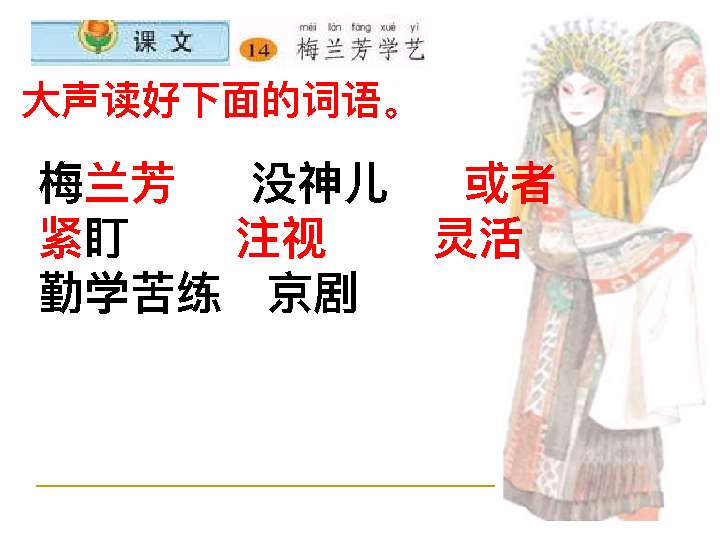 课文 14 méi lán fāng xué yì
梅兰芳学艺
大声读好下面的词语。
梅兰芳 没神儿 或者
紧盯 注视 灵活
勤学苦练 京剧